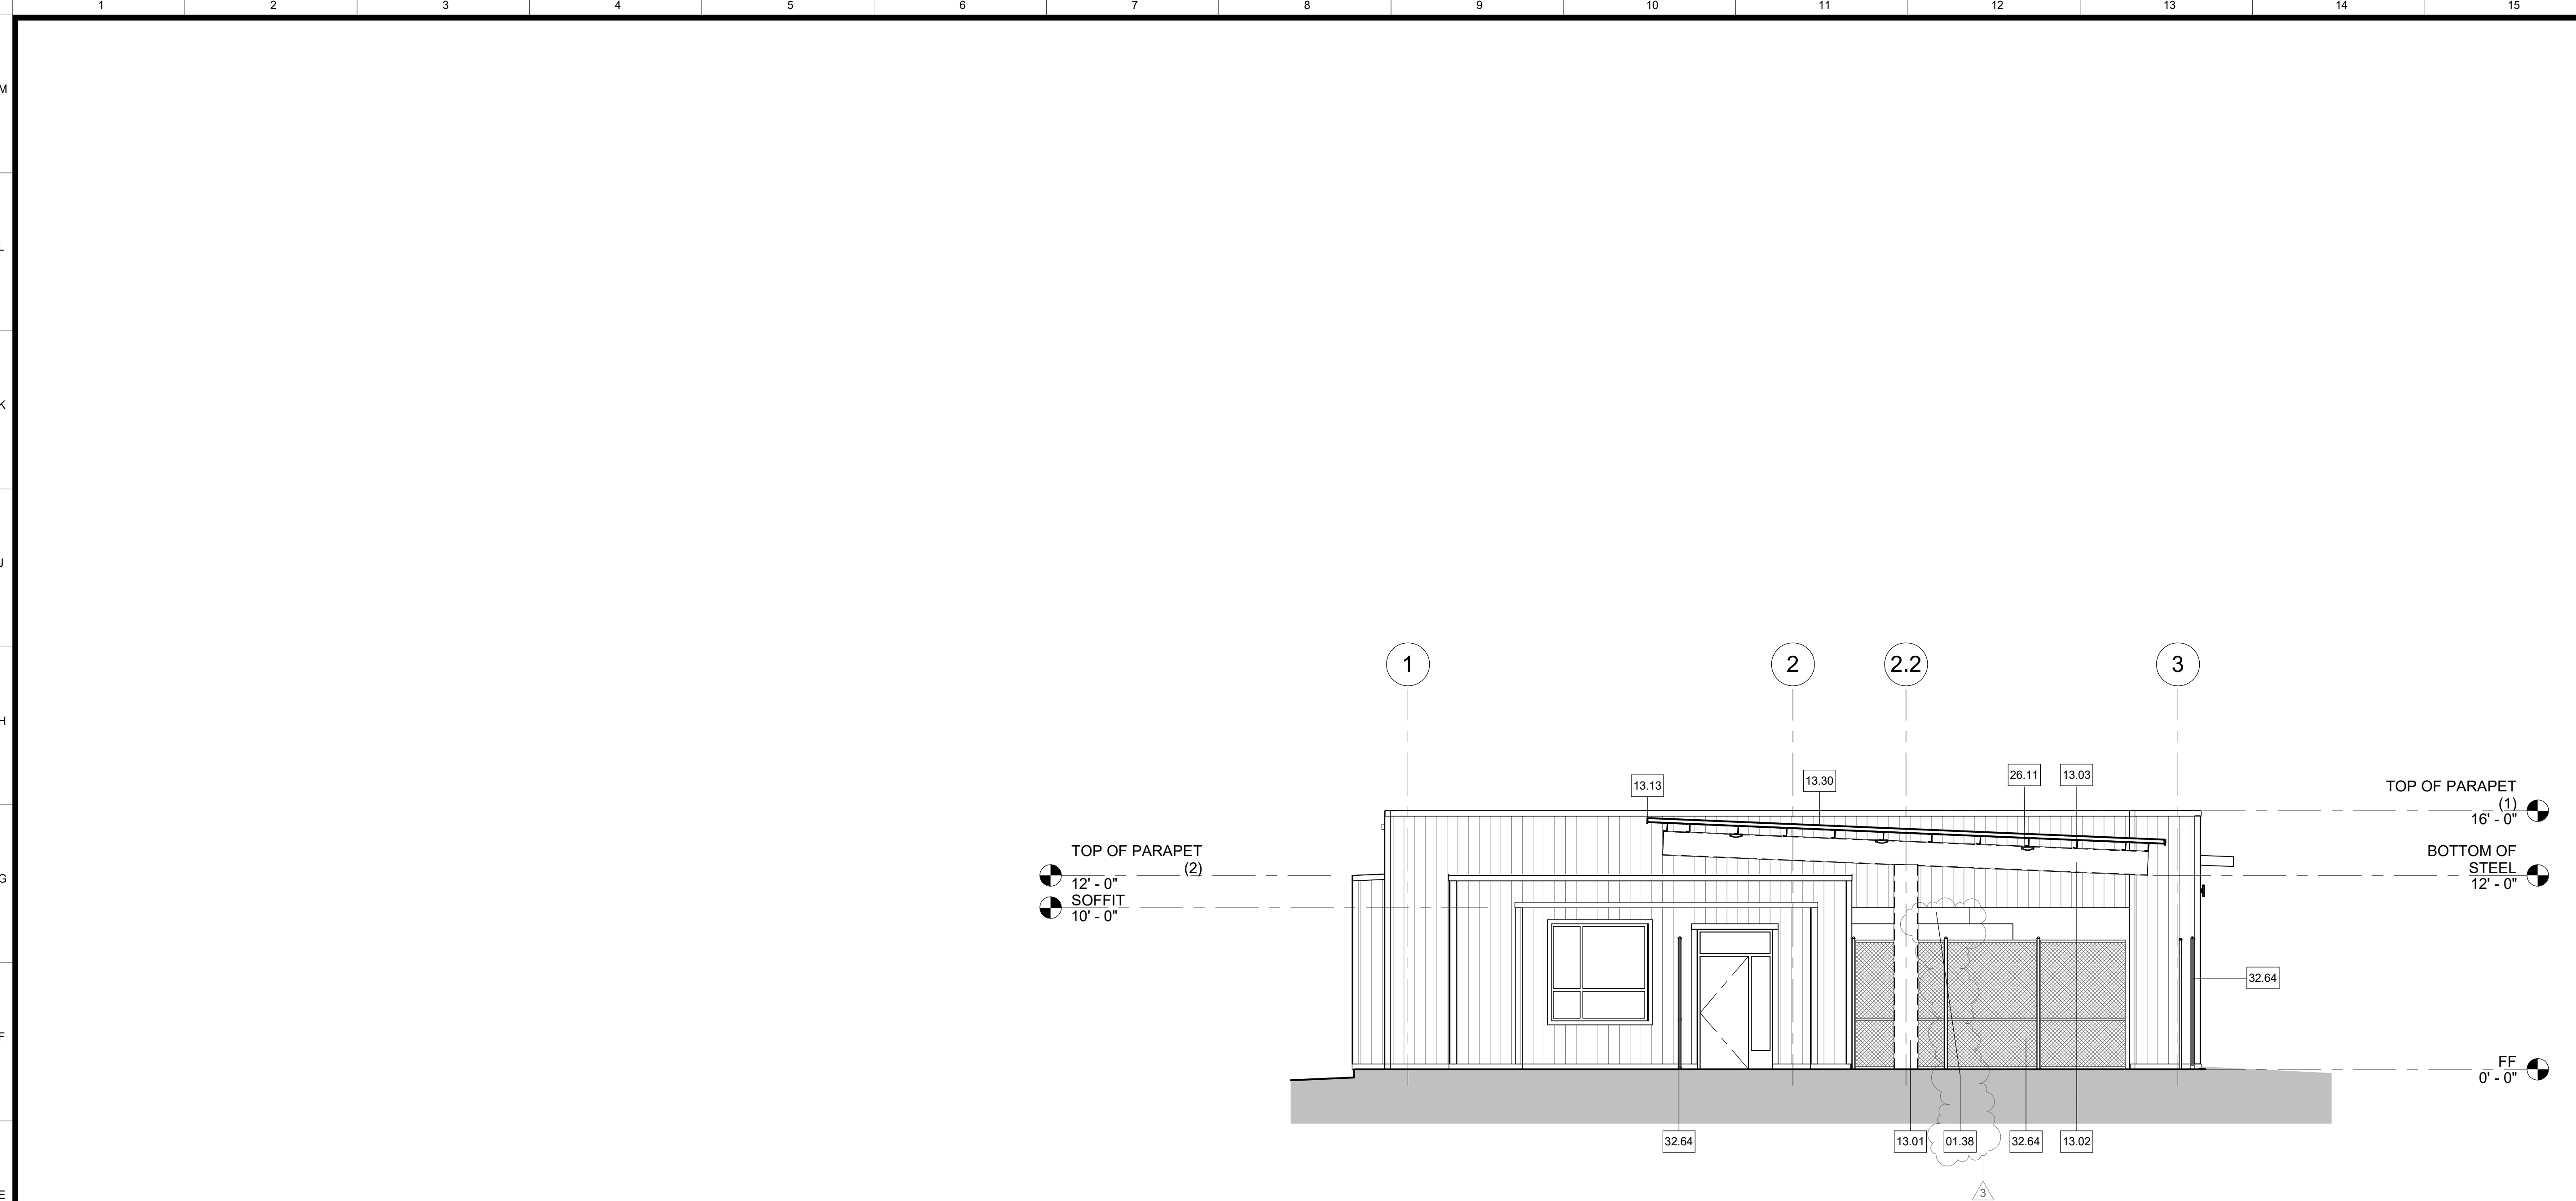 1 2 3 4 5 6 7 8 9 10 11 12 13 14 15
M
L
K
J
H
G
F
E
1 2 2.2 3
13.13 13.30 26.11 13.03
TOP OF PARAPET
(1)
16' - 0"
TOP OF PARAPET
(2)
12' - 0"
SOFFIT
10' - 0"
BOTTOM OF
STEEL
12' - 0"
32.64
FF
0' - 0"
32.64 13.01 01.38 32.64 13.02
3